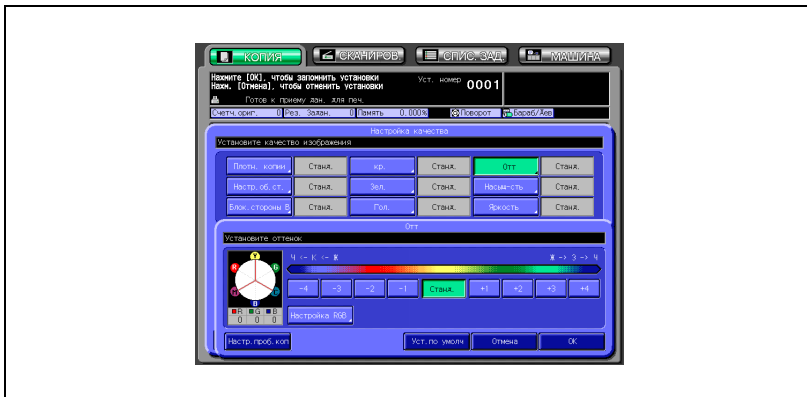 КОПИЯ СКАНИРОВ. СПИС. ЗАД. МАШИНА
Нажмите [OK], чтобы запомнить установки
Нажм. [Отмена], чтобы отменить установки
Уст. номер 0001
Готов к приему дан. для печ.
Счетч.ориг. 0 Рез. Задан. 0 Память 0.000% Поворот Бараб/Лев
Настройка качества
Установите качество изображения
Плотн. копии Станд. кр. Станд. Отт Станд.
Настр.об.ст. Станд. Зел. Станд. Насыщ-сть Станд.
Блок.стороны В Станд. Гол. Станд. Яркость Станд.
Отт
Установите оттенок
Ч <- К <- Ж Ж -> З -> Ч
Y
R G
M C
B
-4 -3 -2 -1 Станд. +1 +2 +3 +4
R G B
0 0 0
Настройка RGB
Настр.проб.коп Уст.по умолч Отмена OK